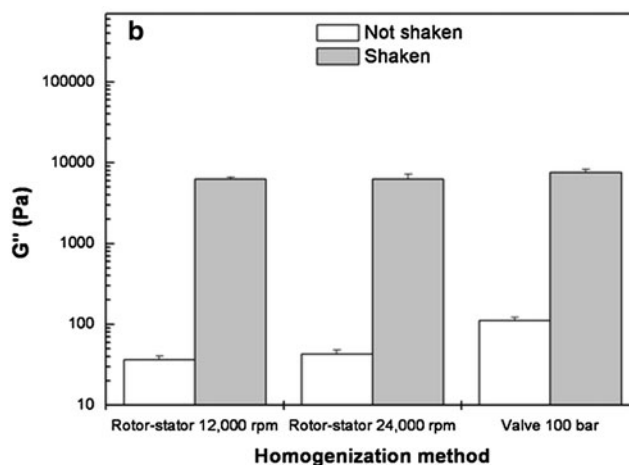 b
Not shaken
Shaken
100000
10000
1000
100
10
G" (Pa)
Rotor-stator 12,000 rpm
Rotor-stator 24,000 rpm
Valve 100 bar
Homogenization method